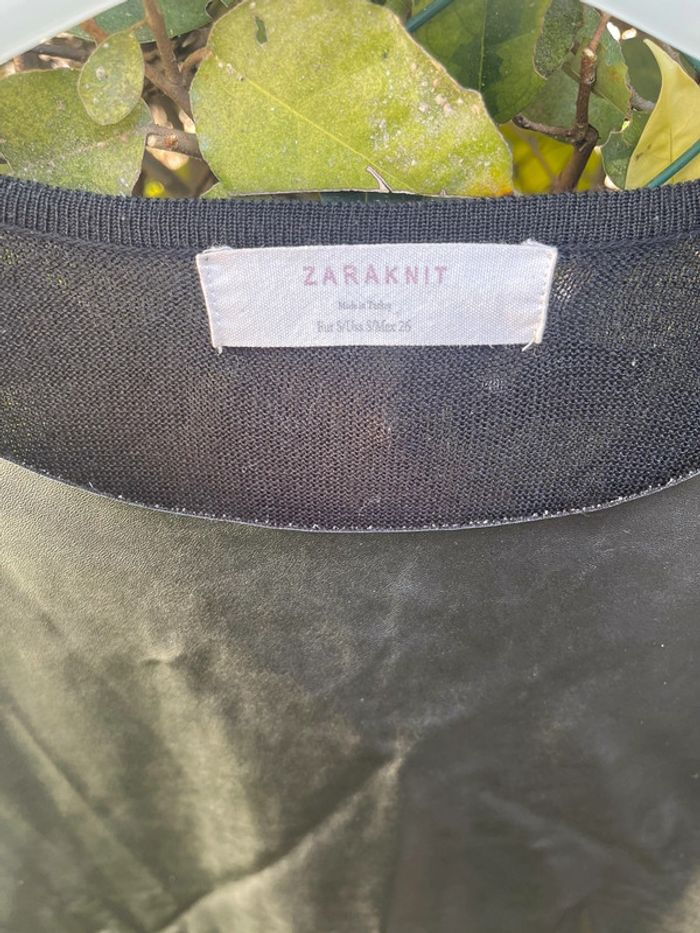 ZARAKNIT
Made in Turkey
Eur S/Usa S/Mex 26